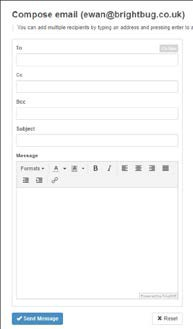 Compose email (ewan@brightbug.co.uk)
You can add multiple recipients by typing an address and pressing enter to a
To
Cc
Bcc
Subject
Message
Formats
A
A
B
I
Send Message
Reset